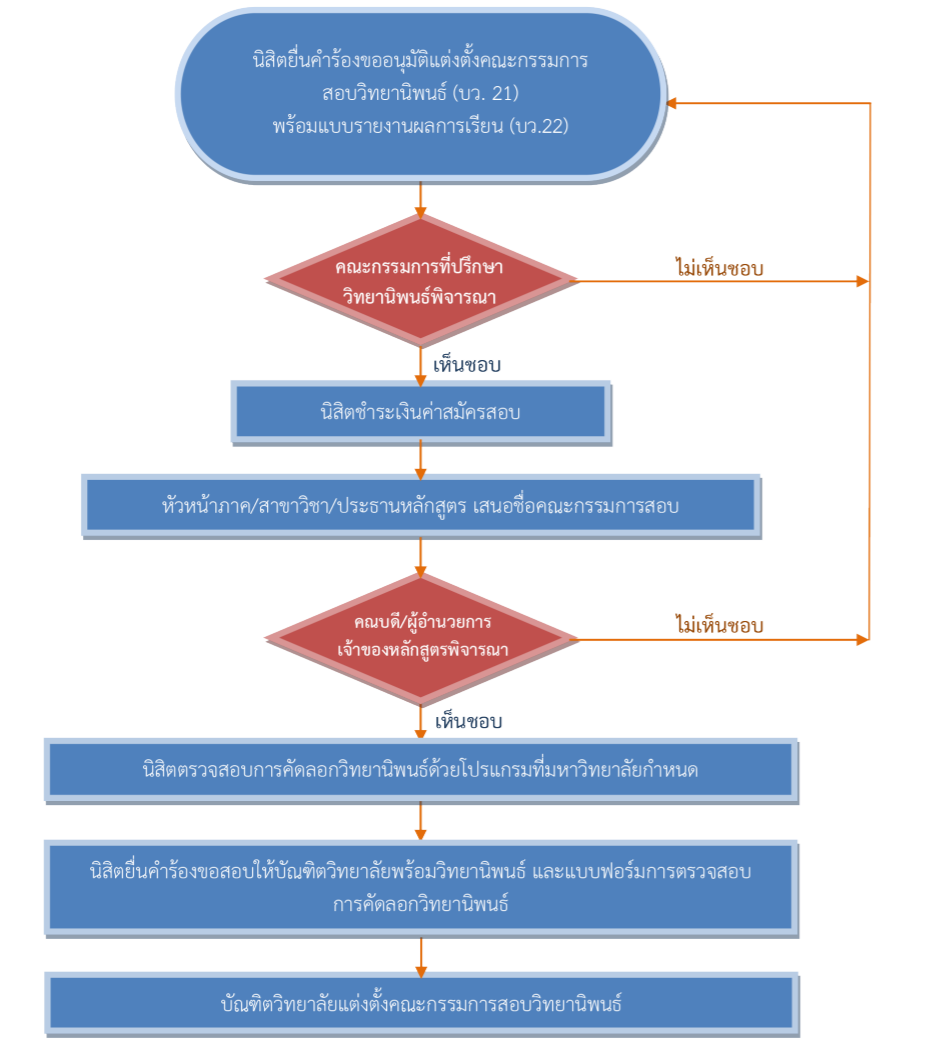 นิสิตยื่นคำร้องขออนุมัติแต่งตั้งคณะกรรมการ
สอบวิทยานิพนธ์ (บว. 21)
พร้อมแบบรายงานผลการเรียน (บว.22)
คณะกรรมการที่ปรึกษา
วิทยานิพนธ์พิจารณา
ไม่เห็นชอบ
เห็นชอบ
นิสิตชำระเงินค่าสมัครสอบ
หัวหน้าภาค/สาขาวิชา/ประธานหลักสูตร เสนอชื่อคณะกรรมการสอบ
คณบดี/ผู้อำนวยการ
เจ้าของหลักสูตรพิจารณา
ไม่เห็นชอบ
เห็นชอบ
นิสิตตรวจสอบการคัดลอกวิทยานิพนธ์ด้วยโปรแกรมที่มหาวิทยาลัยกำหนด
นิสิตยื่นคำร้องขอสอบให้บัณฑิตวิทยาลัยพร้อมวิทยานิพนธ์ และแบบฟอร์มการตรวจสอบ
การคัดลอกวิทยานิพนธ์
บัณฑิตวิทยาลัยแต่งตั้งคณะกรรมการสอบวิทยานิพนธ์